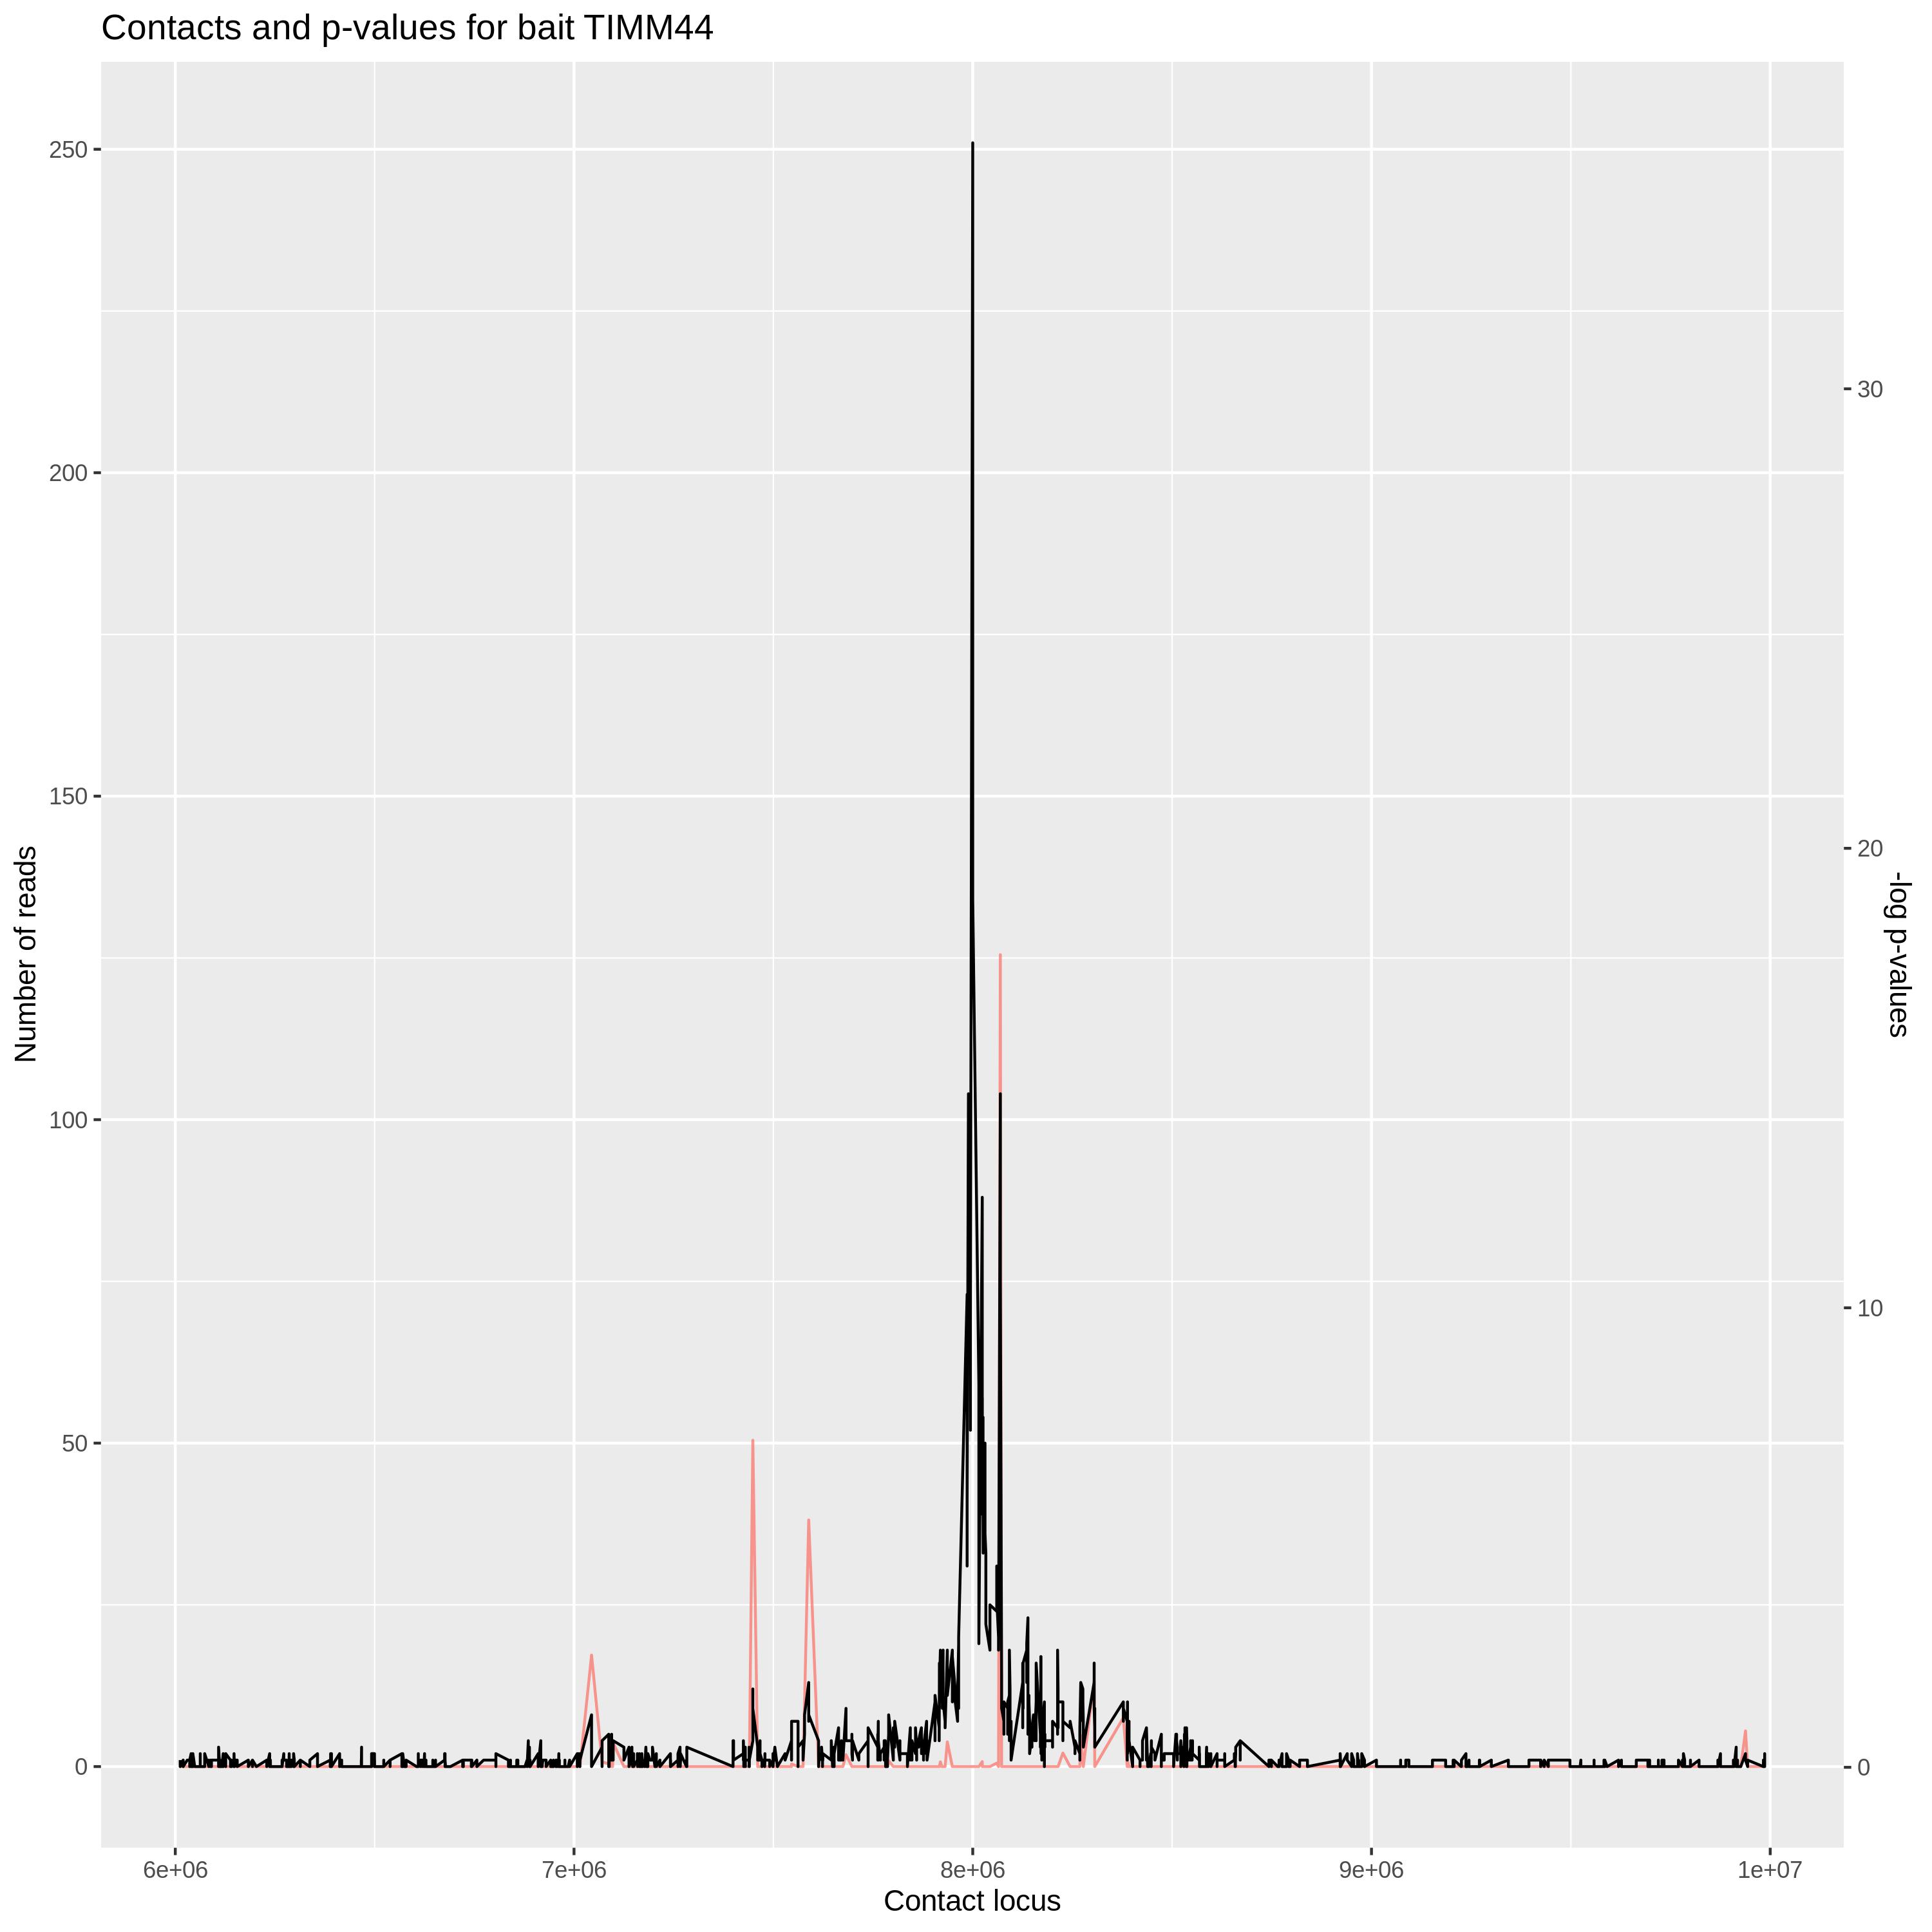 Contacts and p-values for bait TIMM44
250
200
150
100
50
0
Number of reads
30
20
10
0
-log p-values
6e+06
7e+06
8e+06
9e+06
1e+07
Contact locus